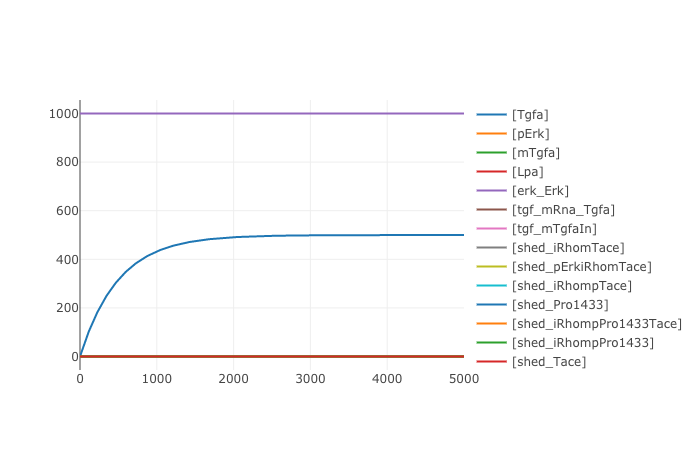 1000
800
600
400
200
0
0
1000
2000
3000
4000
5000
[Tgfa]
[pErk]
[mTgfa]
[Lpa]
[erk_Erk]
[tgf_mRna_Tgfa]
[tgf_mTgfaIn]
[shed_iRhomTace]
[shed_pErkiRhomTace]
[shed_iRhompTace]
[shed_Pro1433]
[shed_iRhompPro1433Tace]
[shed_iRhompPro1433]
[shed_Tace]